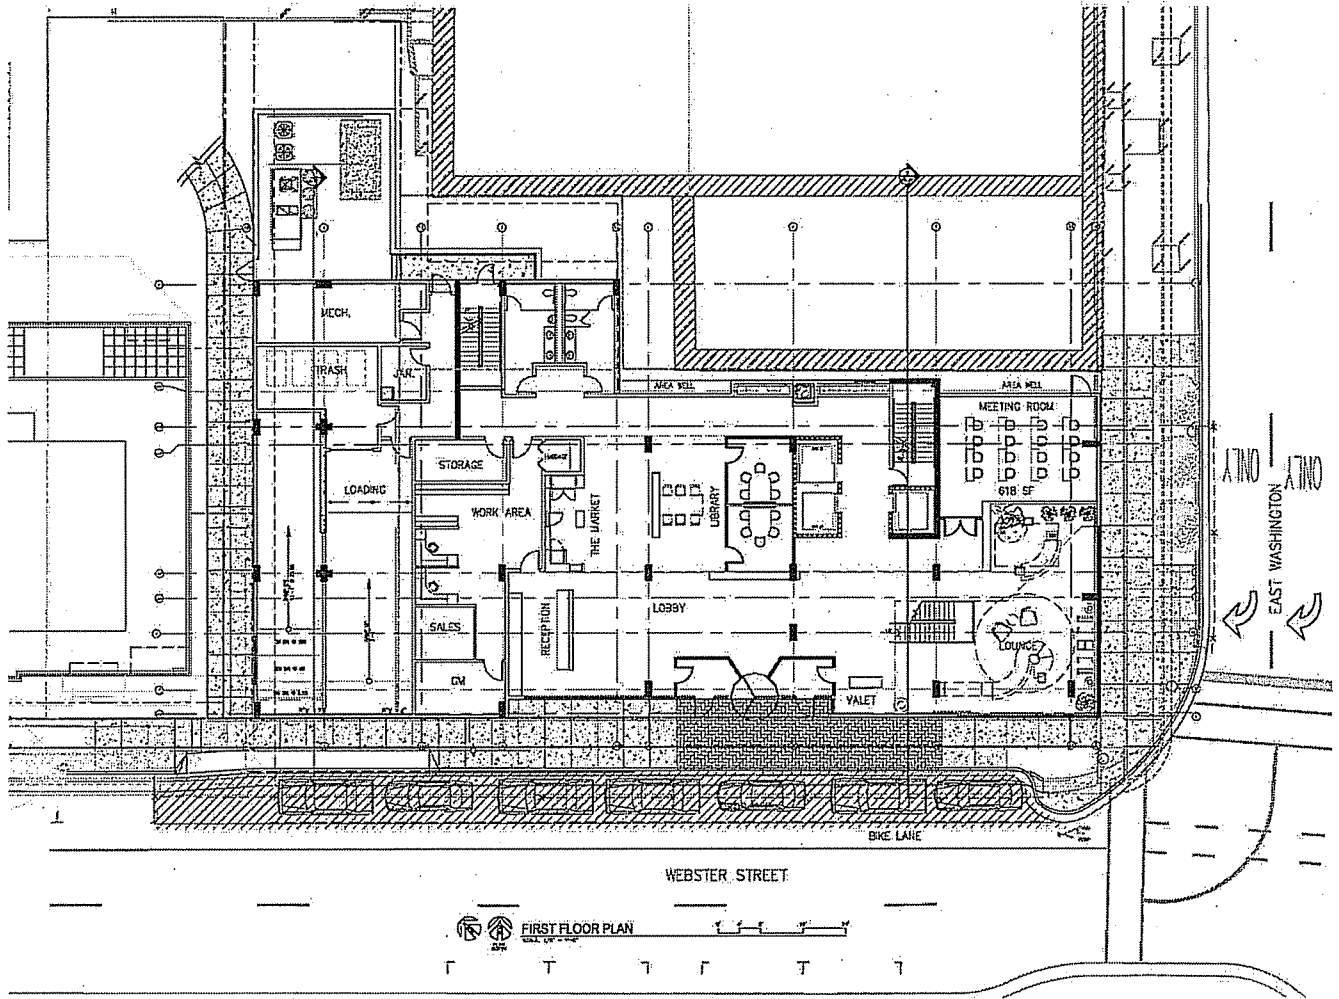 MECH.
TRASH
JAN.
AREA WELL
AREA WELL
MEETING ROOM
618 SF
STORAGE
LOADING
WORK AREA
THE MARKET
LIBRARY
ONLY
ONLY
EAST WASHINGTON
SALES
GM
RECEPTION
LOBBY
LOUNGE
VALET
BIKE LANE
WEBSTER STREET
FIRST FLOOR PLAN